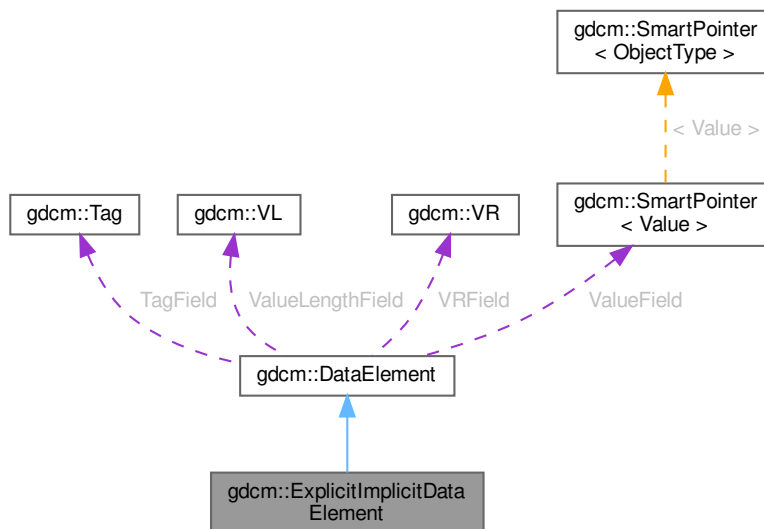 gdcm::SmartPointer
< ObjectType >
< Value >
gdcm::Tag
gdcm::VL
gdcm::VR
gdcm::SmartPointer
< Value >
TagField
ValueLengthField
VRField
ValueField
gdcm::DataElement
gdcm::ExplicitImplicitData
Element